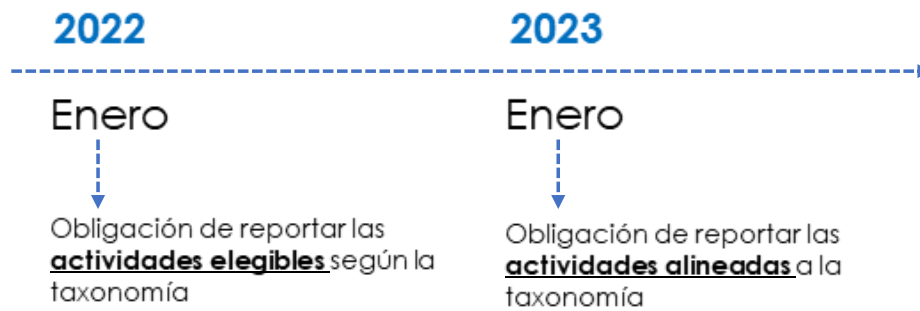 2022
2023
Enero
Enero
Obligación de reportar las
actividades elegibles según la
taxonomía
Obligación de reportar las
actividades alineadas a la
taxonomía